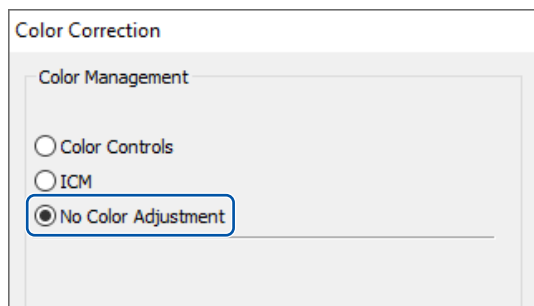 Color Correction
Color Management
Color Controls
ICM
No Color Adjustment